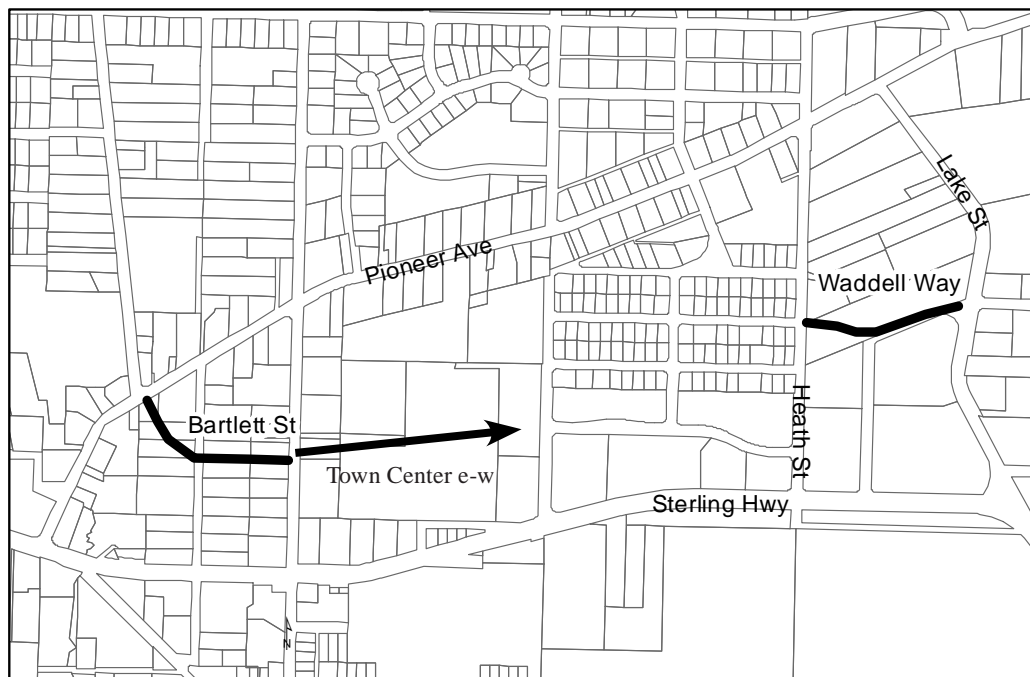 Lake St
Pioneer Ave
Waddell Way
Bartlett St
Heath St
Town Center e-w
Sterling Hwy
N